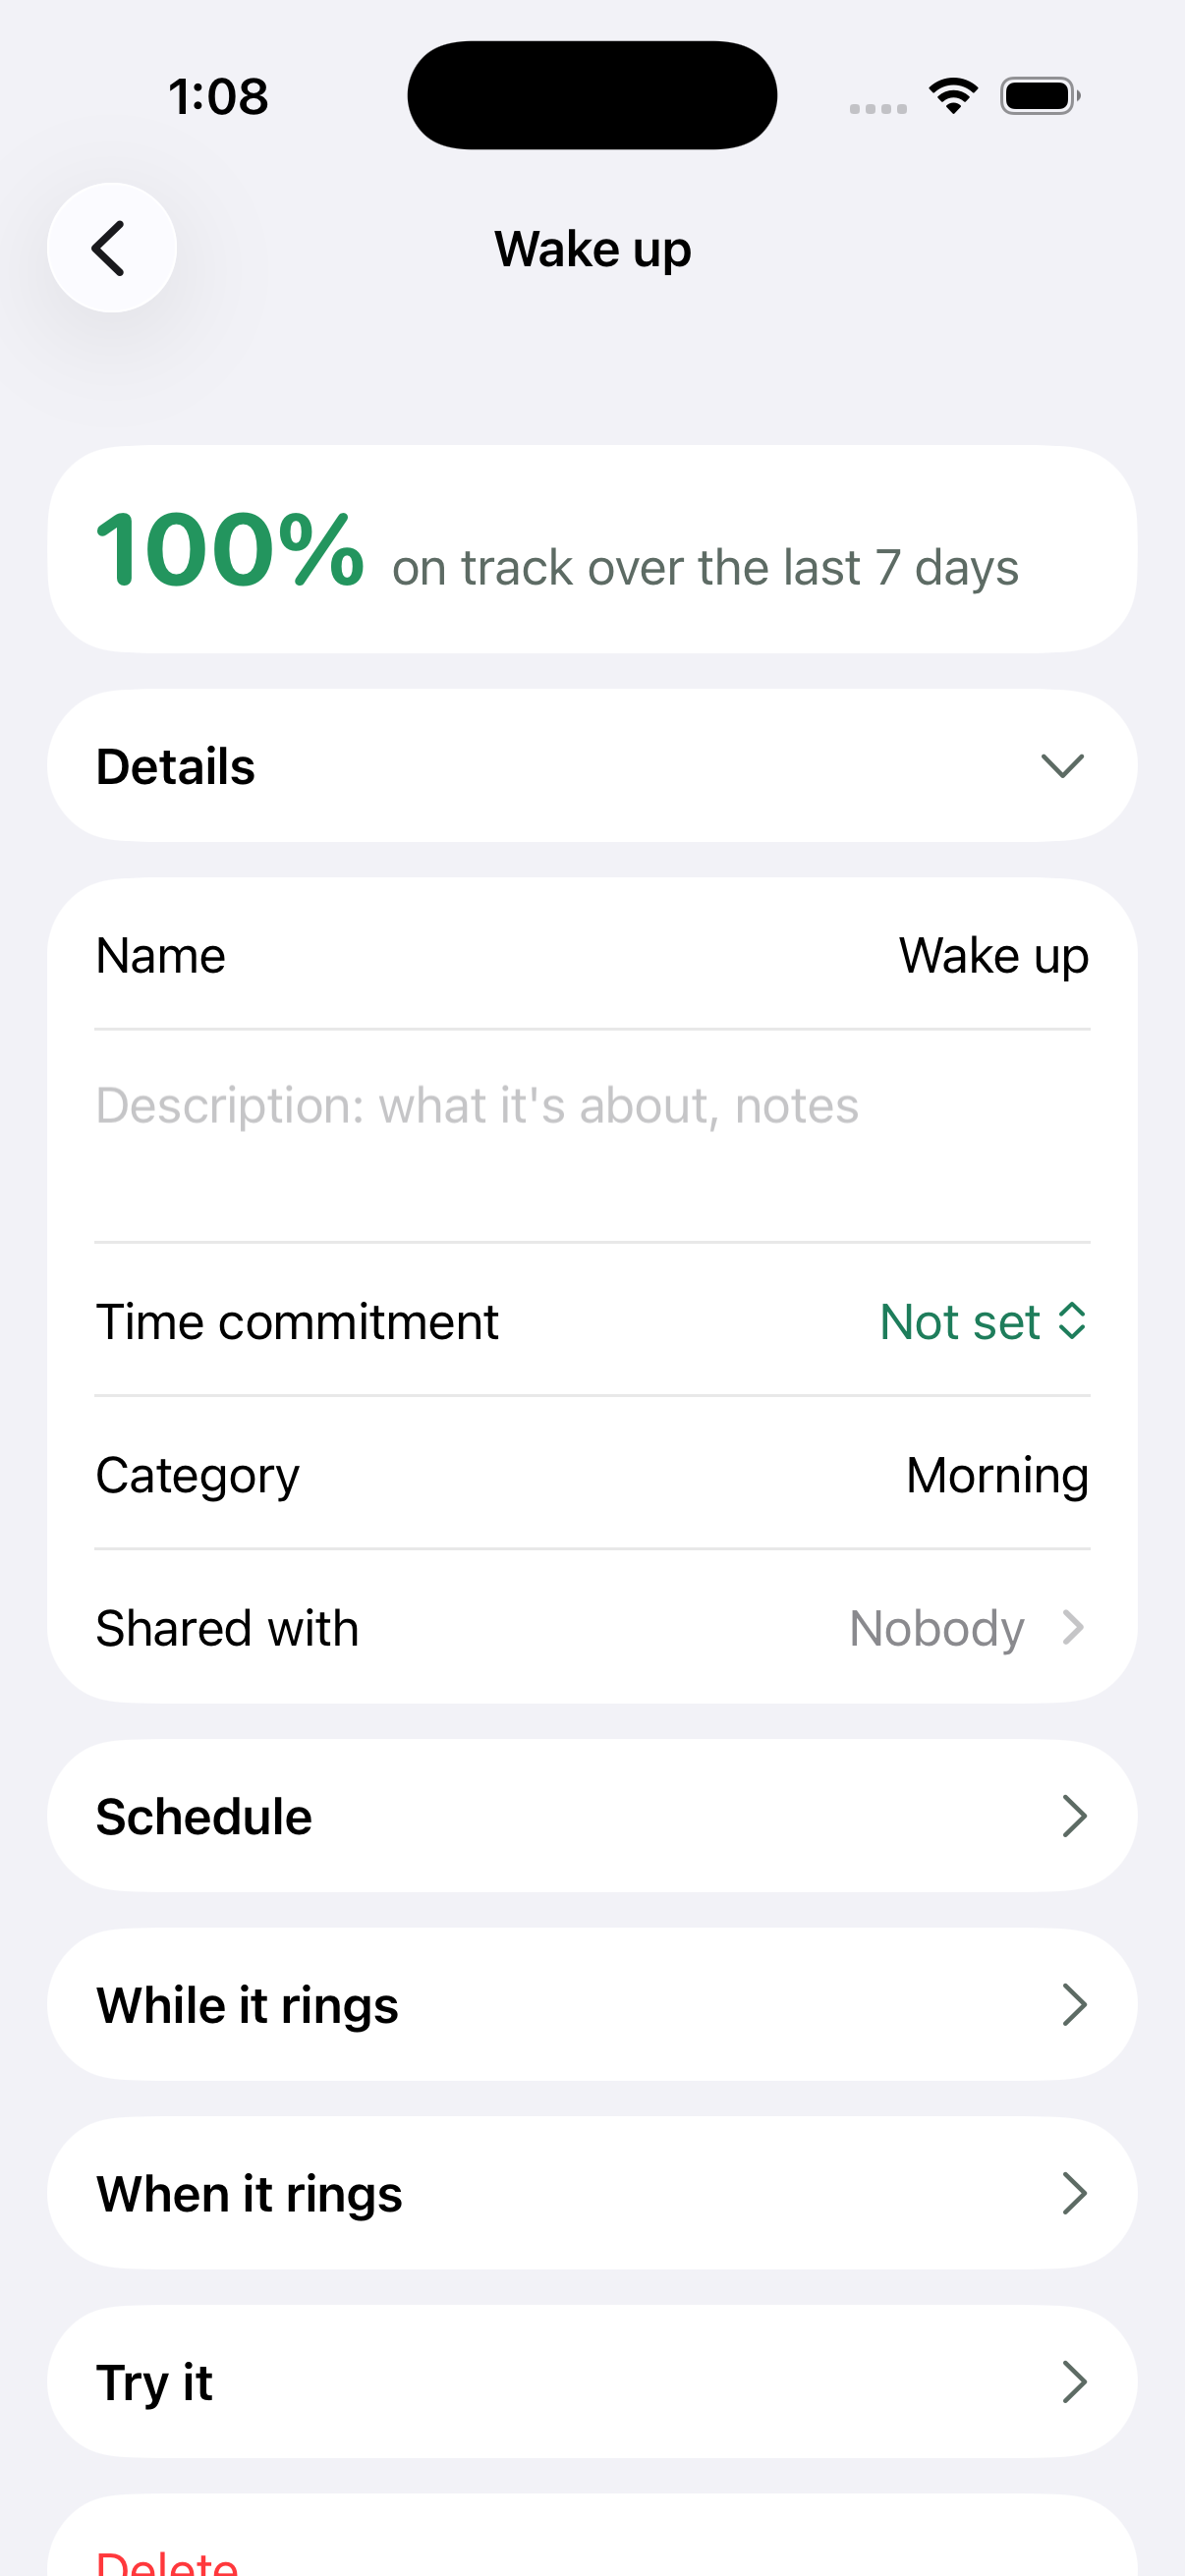 1:08
Wake up
100% on track over the last 7 days
Details
Name Wake up
Description: what it's about, notes
Time commitment Not set
Category Morning
Shared with Nobody
Schedule
While it rings
When it rings
Try it
Delete